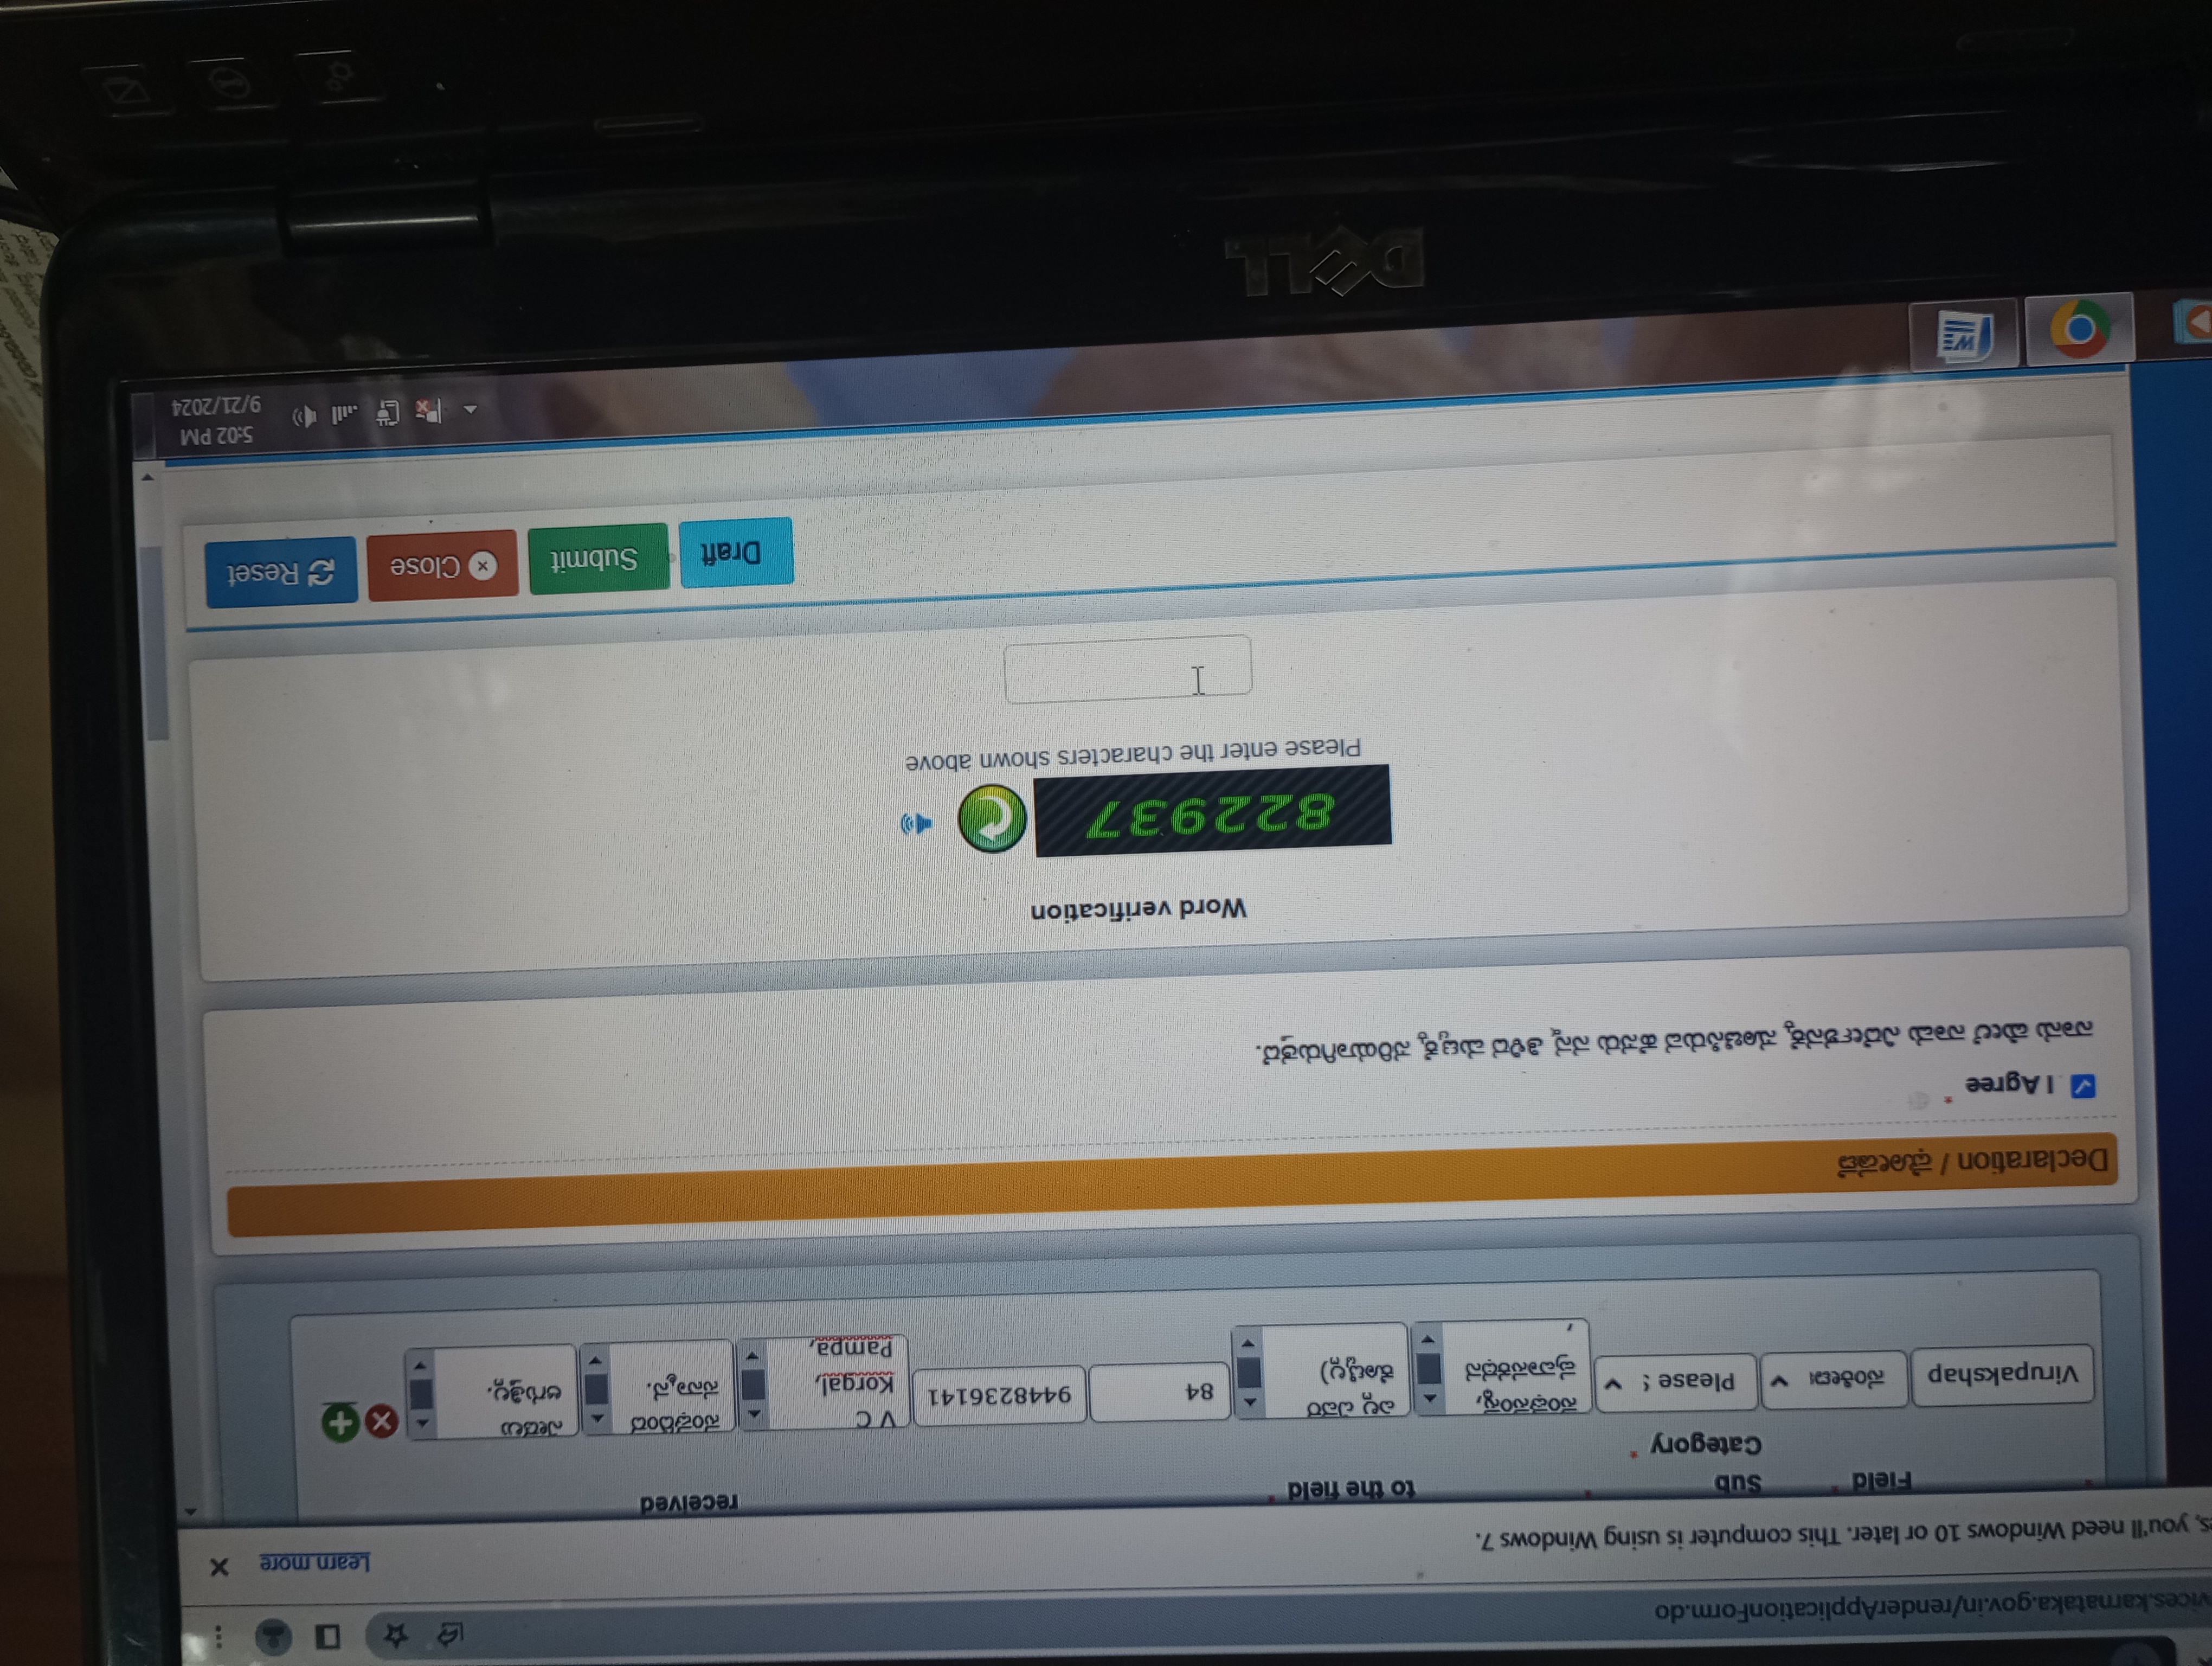 vices.karnataka.gov.in/renderApplicationForm.do
s, you'll need Windows 10 or later. This computer is using Windows 7.
Learn more
Field *
Sub Category *
*
to the field *
received
Virupakshap
ಸಂಕೀರ್ಣ
Please S
ಸಂಘಸಂಸ್ಥೆ,
ಪ್ರವಾಸಕಥನ
,
ಎಲ್ಲ ವಿವರ
ಕೊಟ್ಟಿಲ್ಲ)
84
9448236141
V C
Korgal,
Pampa,
ಸಂಘದಿಂದ
ಸನ್ಮಾನ.
ನೀಡಲು
ಆಗುತ್ತಿಲ್ಲ.
Declaration / ಘೋಷಣೆ
I Agree *
ನಾನು ಮೇಲೆ ನಾಮ ನಿರ್ದೇಶನಕ್ಕೆ ಸೂಚಿಸಿರುವ ಹೆಸರು ನನ್ನ ತಿಳಿದ ಮಟ್ಟಕ್ಕೆ ಸರಿಯಾಗಿರುತ್ತದೆ.
Word verification
822937
Please enter the characters shown above
Draft
Submit
Close
Reset
5:02 PM
9/21/2024
DELL